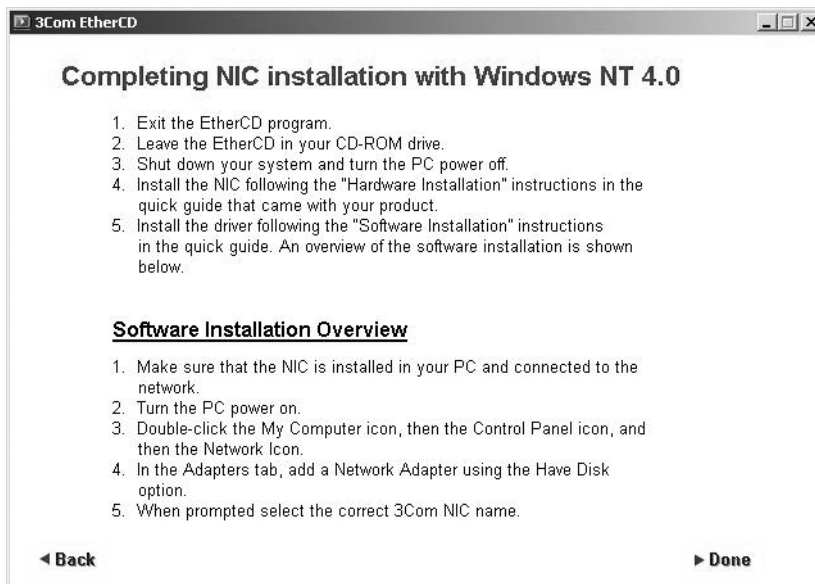 3Com EtherCD
Completing NIC installation with Windows NT 4.0
1. Exit the EtherCD program.
2. Leave the EtherCD in your CD-ROM drive.
3. Shut down your system and turn the PC power off.
4. Install the NIC following the "Hardware Installation" instructions in the
quick guide that came with your product.
5. Install the driver following the "Software Installation" instructions
in the quick guide. An overview of the software installation is shown
below.
Software Installation Overview
1. Make sure that the NIC is installed in your PC and connected to the
network.
2. Turn the PC power on.
3. Double-click the My Computer icon, then the Control Panel icon, and
then the Network Icon.
4. In the Adapters tab, add a Network Adapter using the Have Disk
option.
5. When prompted select the correct 3Com NIC name.
Back
Done